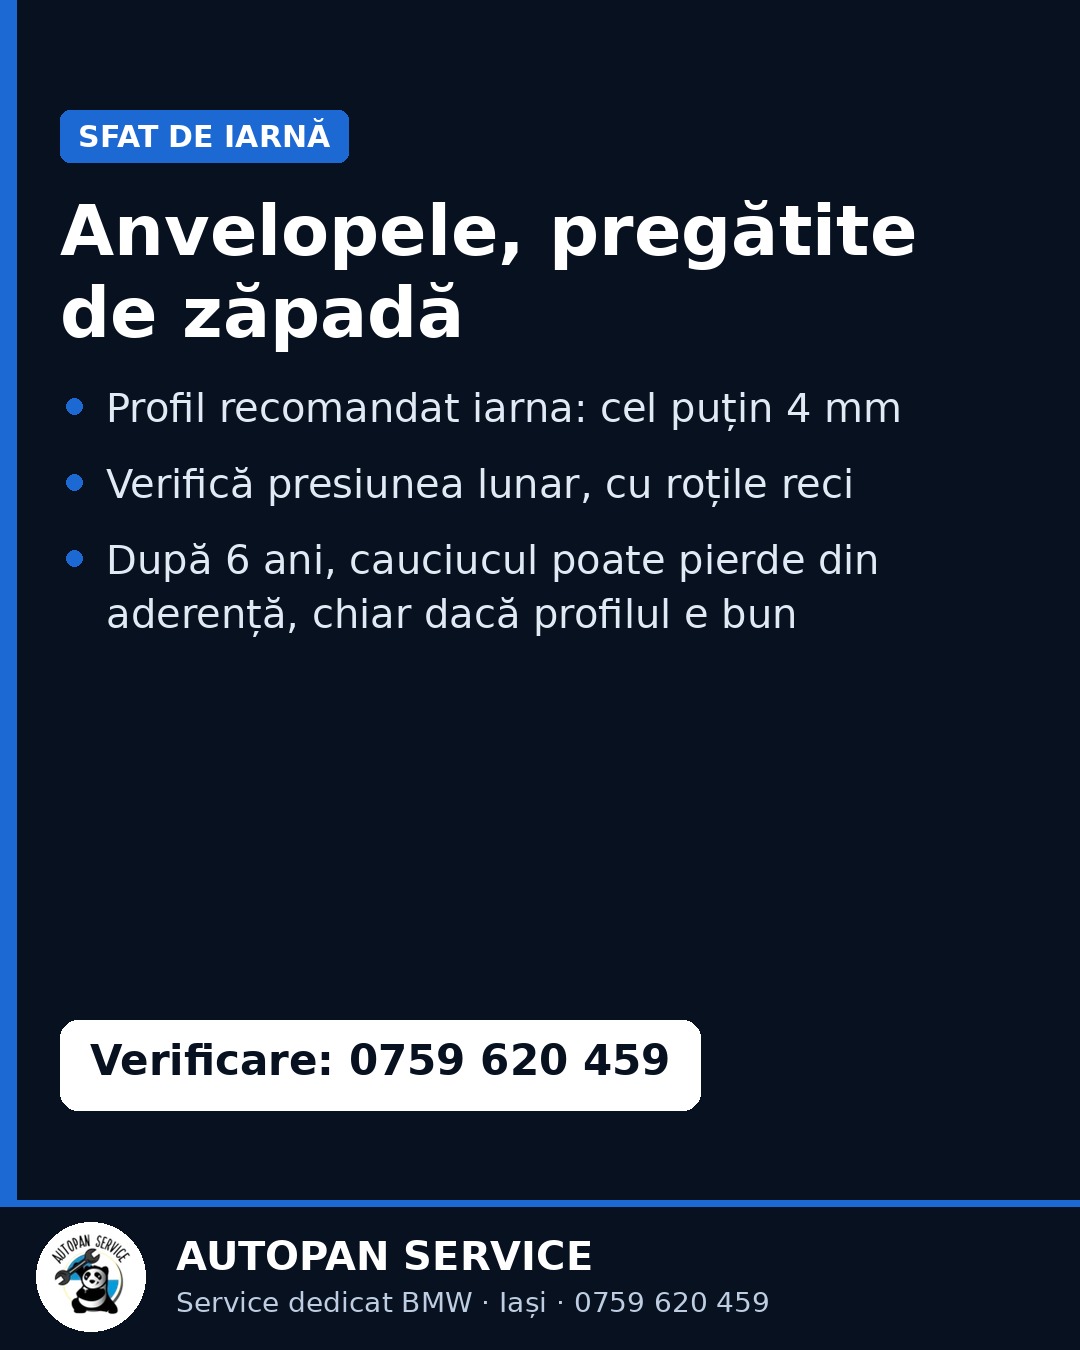 SFAT DE IARNĂ
Anvelopele, pregătite
de zăpadă
Profil recomandat iarna: cel puțin 4 mm
Verifică presiunea lunar, cu roțile reci
După 6 ani, cauciucul poate pierde din
aderență, chiar dacă profilul e bun
Verificare: 0759 620 459
AUTOPAN SERVICE
AUTOPAN SERVICE
Service dedicat BMW · Iași · 0759 620 459